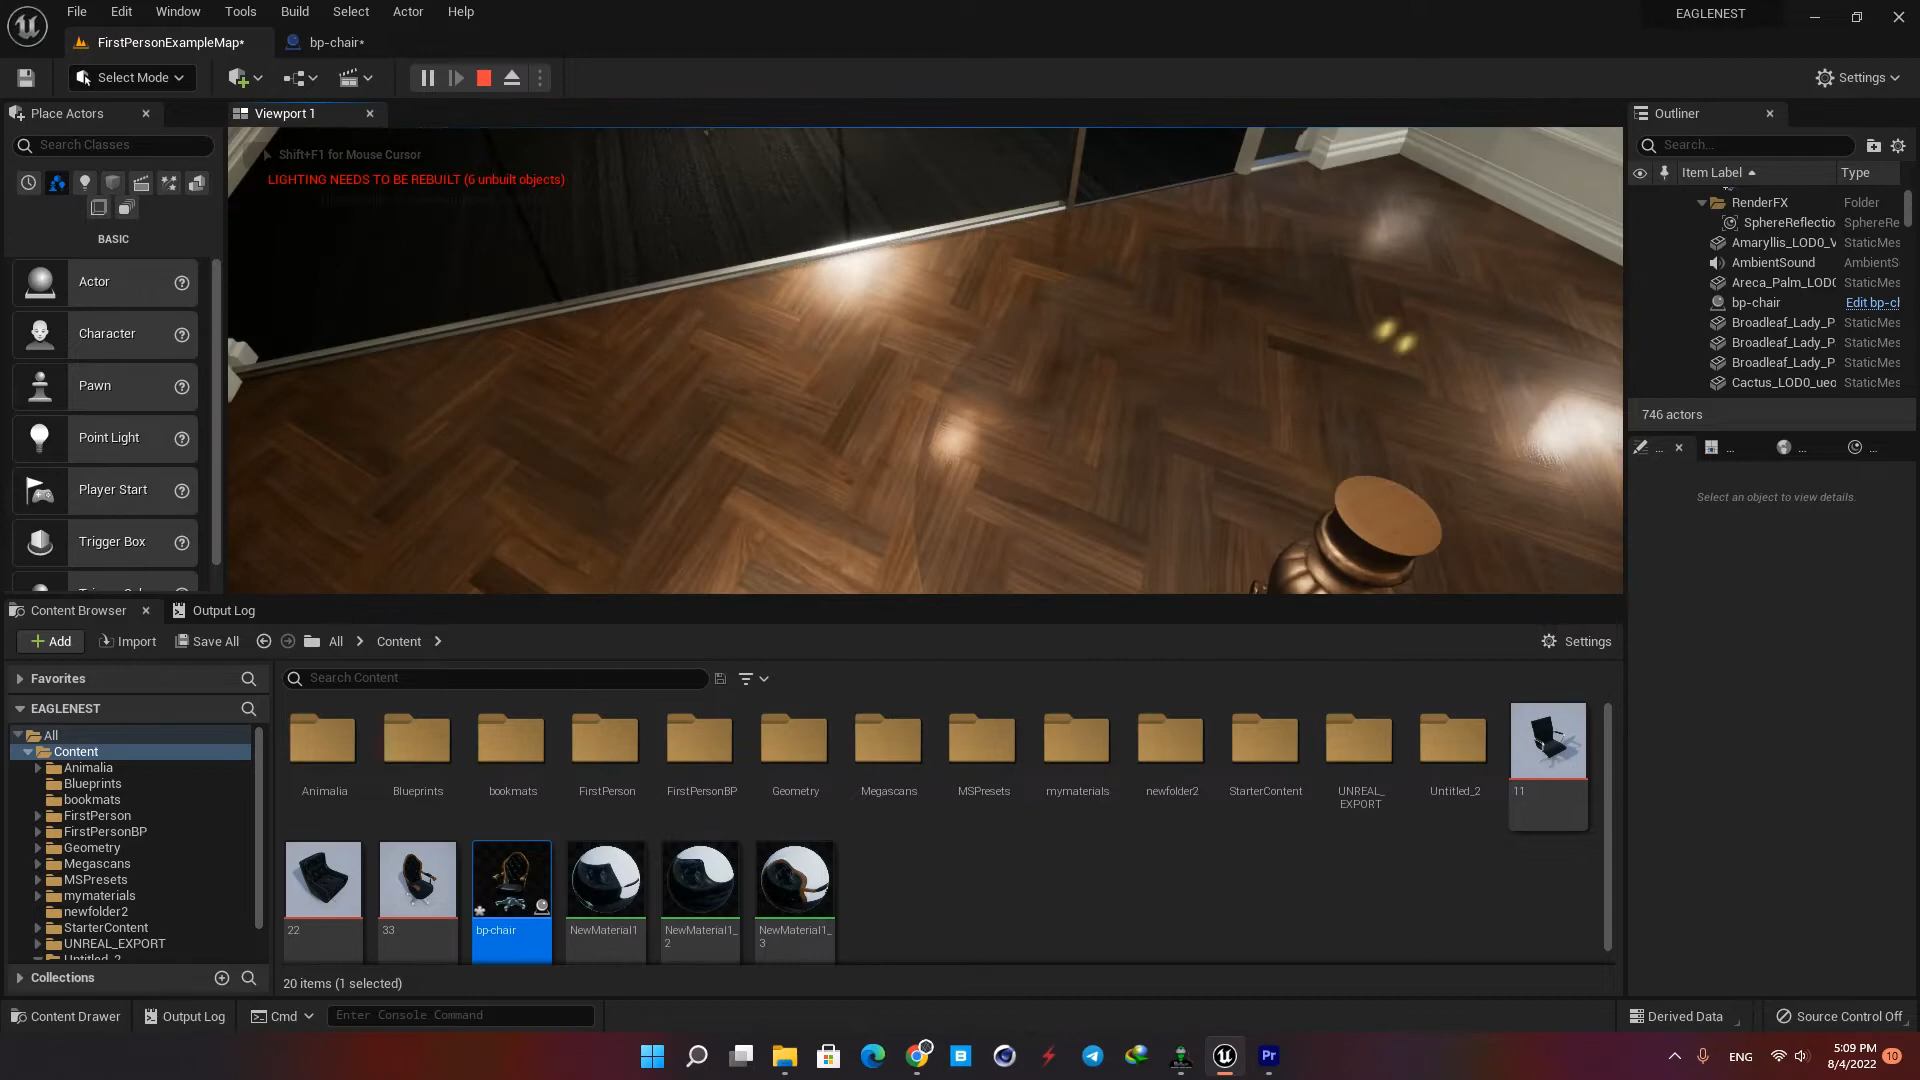 File Edit Window Tools Build Select Actor Help
EAGLENEST
FirstPersonExampleMap*
bp-chair*
Select Mode
Settings
Place Actors
Viewport 1
Outliner
Search Classes
Shift+F1 for Mouse Cursor
LIGHTING NEEDS TO BE REBUILT (6 unbuilt objects)
Search...
Item Label
Type
RenderFX
Folder
SphereReflectio
SphereRe
BASIC
Amaryllis_LOD0_V
StaticMes
AmbientSound
AmbientS
Actor
Areca_Palm_LOD0
StaticMes
bp-chair
Edit bp-cl
Character
Broadleaf_Lady_P
StaticMes
Broadleaf_Lady_P
StaticMes
Broadleaf_Lady_P
StaticMes
Pawn
Cactus_LOD0_ueo
StaticMes
746 actors
Point Light
...
...
...
...
Player Start
Select an object to view details.
Trigger Box
Content Browser
Output Log
Add
Import
Save All
All
Content
Settings
Favorites
Search Content
EAGLENEST
All
Content
Animalia
Blueprints
bookmats
FirstPerson
FirstPersonBP
Geometry
Megascans
MSPresets
mymaterials
newfolder2
StarterContent
UNREAL_EXPORT
Untitled_2
Animalia
Blueprints
bookmats
FirstPerson
FirstPersonBP
Geometry
Megascans
MSPresets
mymaterials
newfolder2
StarterContent
UNREAL_
EXPORT
Untitled_2
11
22
33
bp-chair
NewMaterial1
NewMaterial1_
2
NewMaterial1_
3
Collections
20 items (1 selected)
Content Drawer
Output Log
Cmd
Enter Console Command
Derived Data
Source Control Off
ENG
5:09 PM
8/4/2022
10
Pr